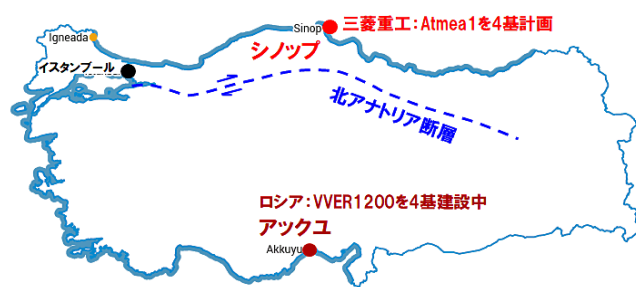 Sinop
三菱重工:Atmea1を4基計画
Igneada
シノップ
イスタンブール
北アナトリア断層
ロシア:VVER1200を4基建設中
アックユ
Akkuyu